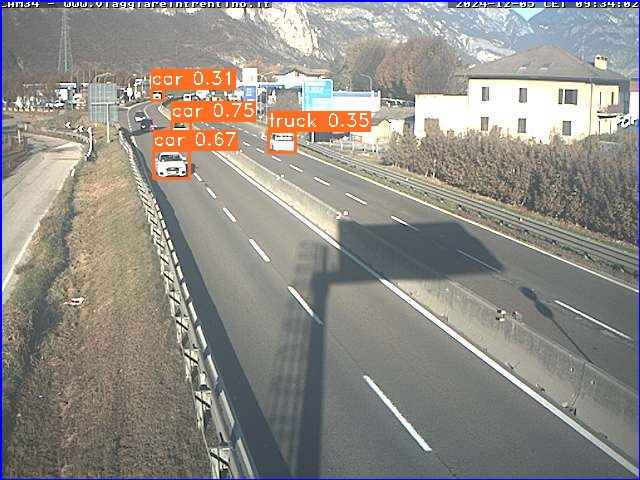 CAM34 - www.viaggiareintrentino.it
2024-12-05 CET 09:34:02
car 0.31
car 0.75
truck 0.35
car 0.67